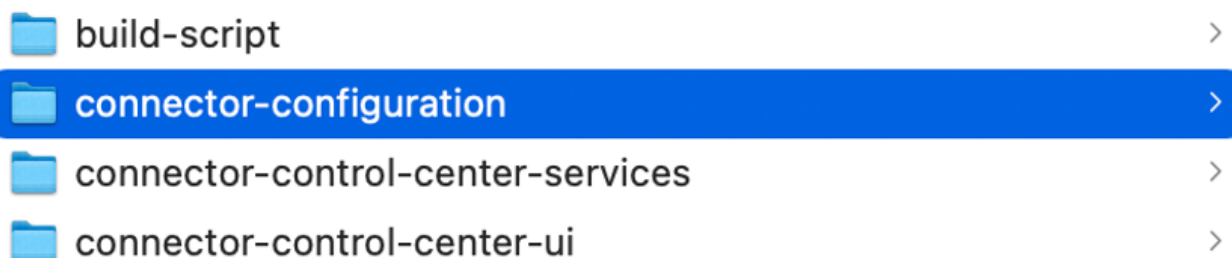 build-script
connector-configuration
connector-control-center-services
connector-control-center-ui